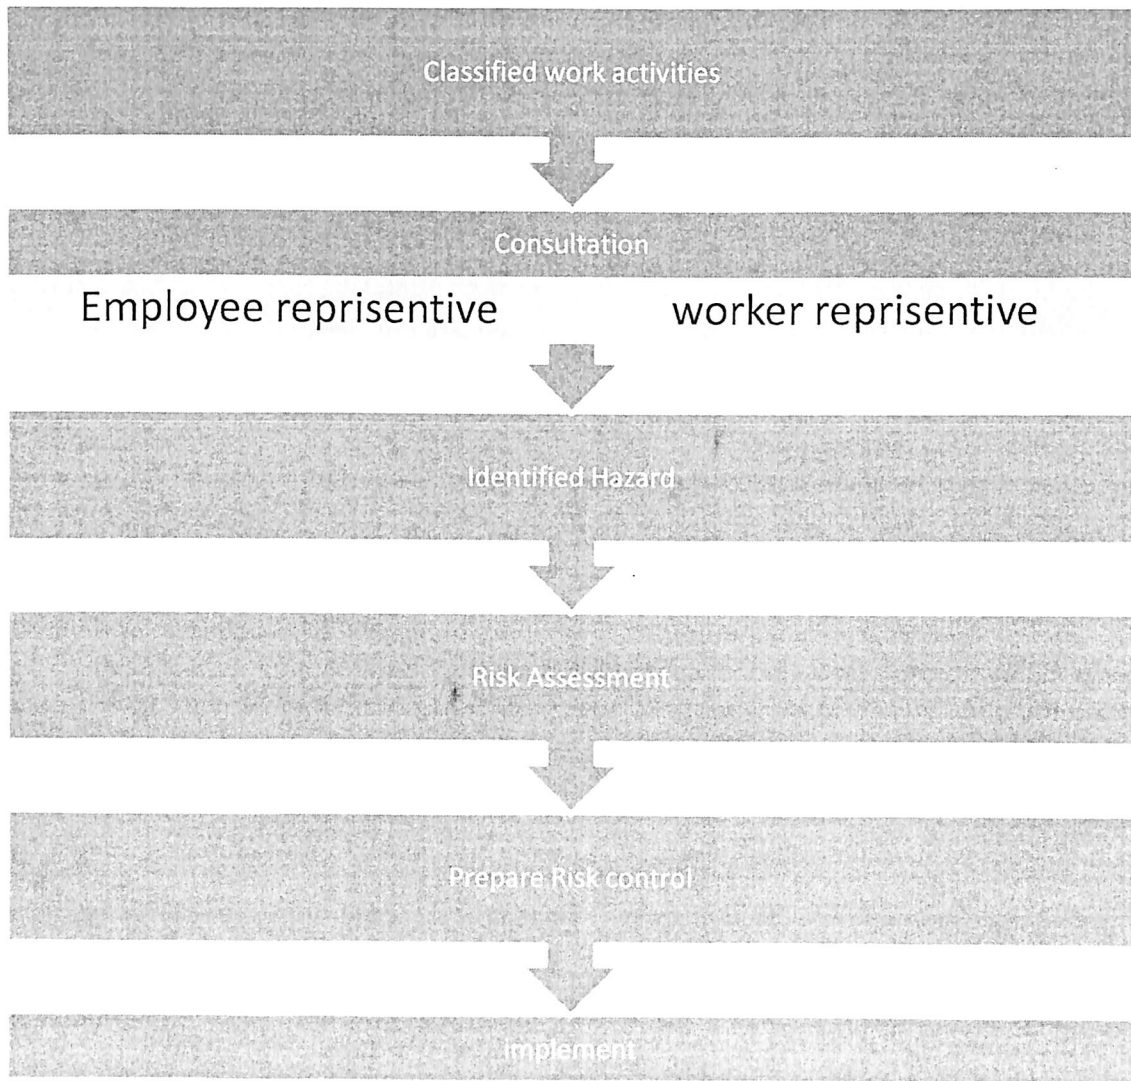 Classified work activities
Consultation
Employee reprisentive worker reprisentive
Identified Hazard
Risk Assessment
Prepare Risk control
implement